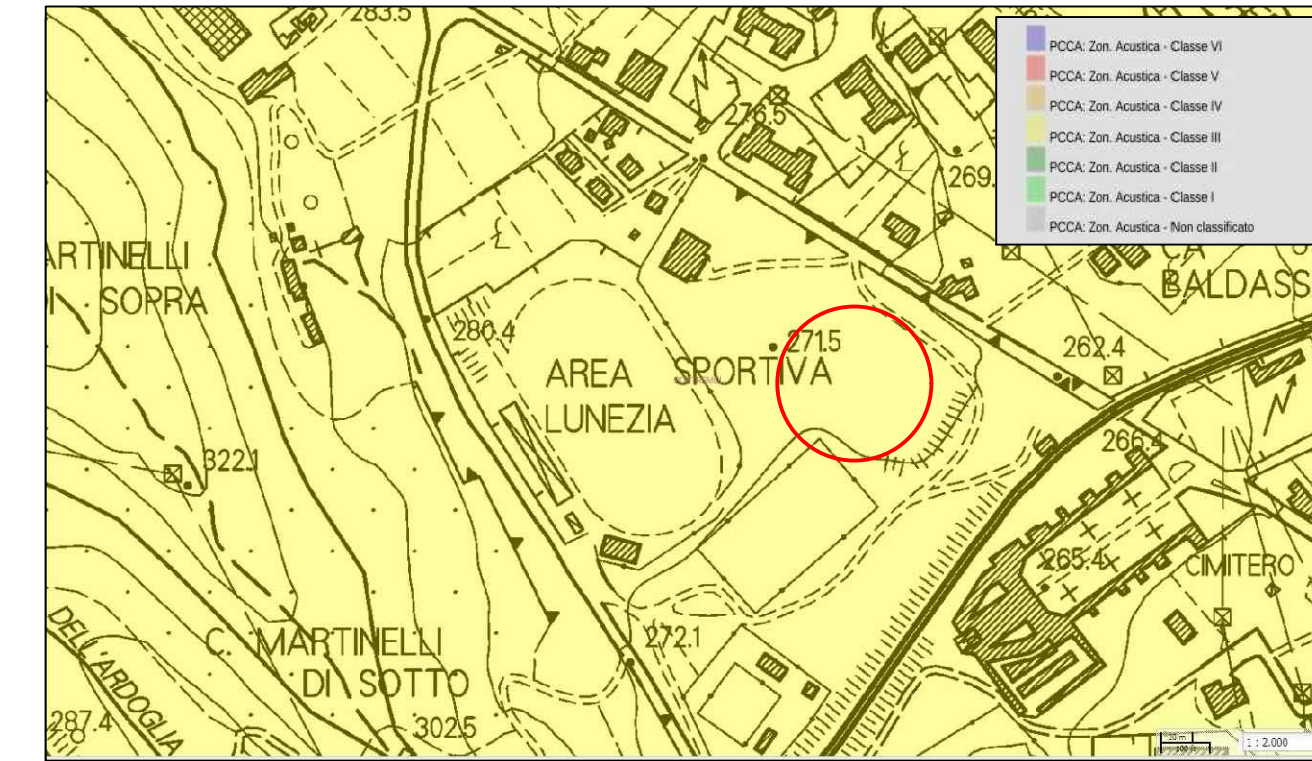 283.5
PCCA: Zon. Acustica - Classe VI
PCCA: Zon. Acustica - Classe V
PCCA: Zon. Acustica - Classe IV
PCCA: Zon. Acustica - Classe III
PCCA: Zon. Acustica - Classe II
PCCA: Zon. Acustica - Classe I
PCCA: Zon. Acustica - Non classificato
276.5
269.
ARTINELLI
I SOPRA
CA
BALDASS
280.4
271.5
262.4
AREA SPORTIVA
LUNEZIA
322.1
266.4
265.4
CIMITERO
C. MARTINELLI
DI SOTTO
272.1
DELL'ARDOGLIA
287.4
302.5
1 : 2.000